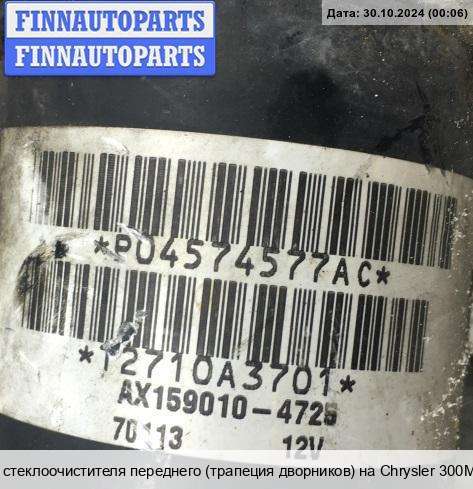 FINNAUTOPARTS
FINNAUTOPARTS
Дата: 30.10.2024 (00:06)
*P04574577AC*
*T2710A3701*
AX159010-4725
70113 12V
стеклоочистителя переднего (трапеция дворников) на Chrysler 300M